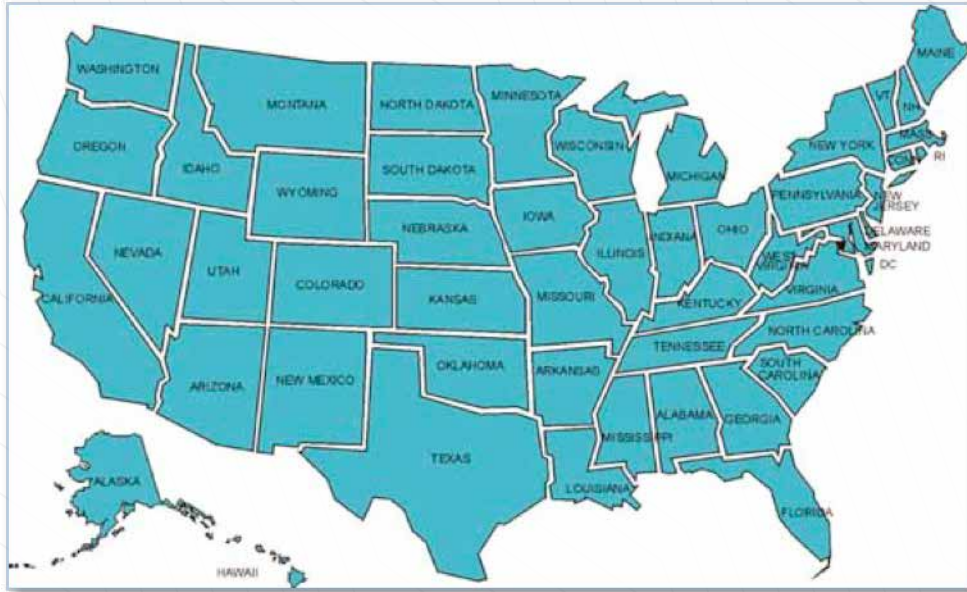 WASHINGTON
MONTANA
NORTH DAKOTA
MINNESOTA
MAINE
VT
NH
OREGON
IDAHO
WYOMING
SOUTH DAKOTA
WISCONSIN
MICHIGAN
NEW YORK
MASS
RI
CONN
NEBRASKA
IOWA
PENNSYLVANIA
NEW
JERSEY
NEVADA
UTAH
COLORADO
KANSAS
MISSOURI
ILLINOIS
INDIANA
OHIO
WEST
VIRGINIA
DELAWARE
MARYLAND
DC
CALIFORNIA
KENTUCKY
VIRGINIA
ARIZONA
NEW MEXICO
OKLAHOMA
ARKANSAS
TENNESSEE
NORTH CAROLINA
SOUTH
CAROLINA
TEXAS
LOUISIANA
MISSISSIPPI
ALABAMA
GEORGIA
FLORIDA
ALASKA
HAWAII